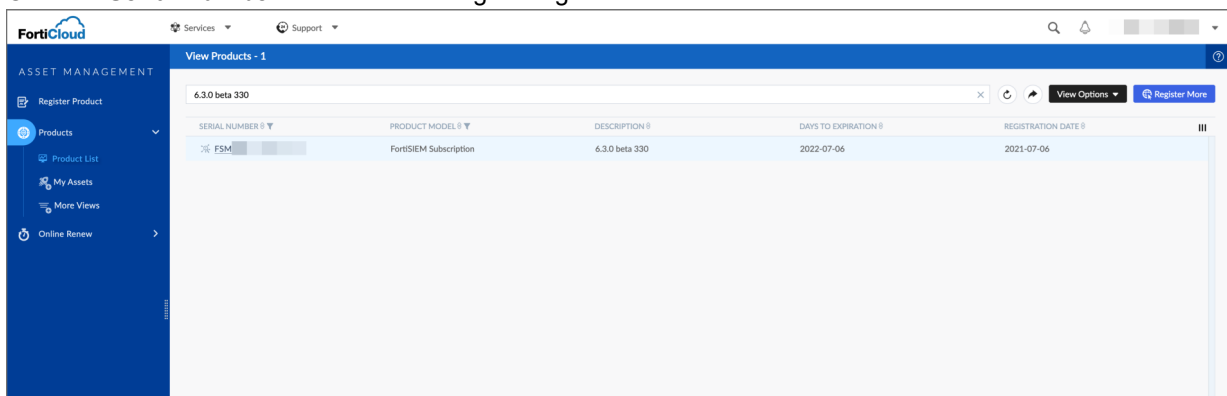 FortiCloud
Services
Support
ASSET MANAGEMENT
Register Product
Products
Product List
My Assets
More Views
Online Renew
View Products - 1
6.3.0 beta 330
View Options
Register More
SERIAL NUMBER
PRODUCT MODEL
DESCRIPTION
DAYS TO EXPIRATION
REGISTRATION DATE
FSM
FortiSIEM Subscription
6.3.0 beta 330
2022-07-06
2021-07-06